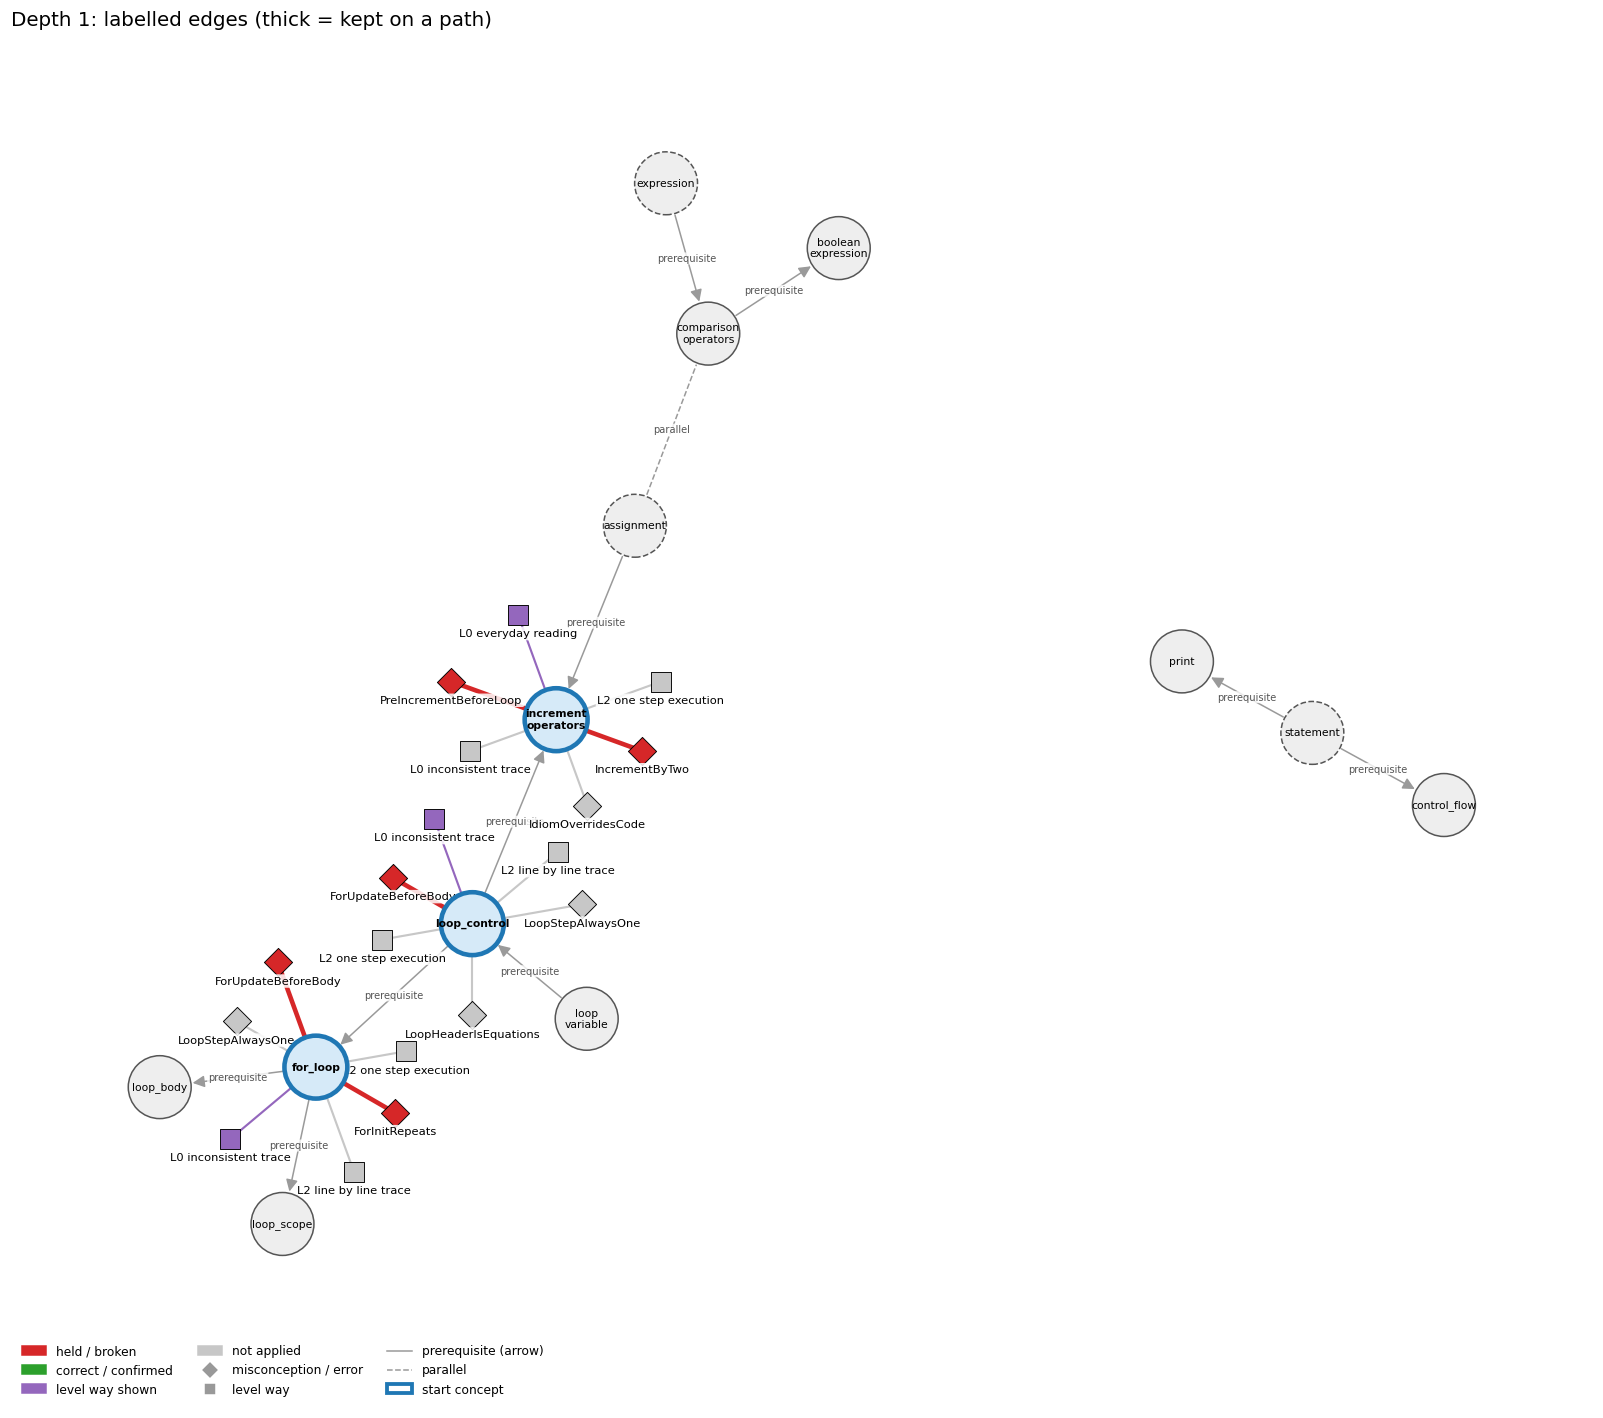 Depth 1: labelled edges (thick = kept on a path)
expression
boolean
expression
prerequisite
prerequisite
comparison
operators
parallel
assignment
L0 everyday reading
prerequisite
PreIncrementBeforeLoop
L2 one step execution
increment
operators
L0 inconsistent trace
IncrementByTwo
print
prerequisite
statement
prerequisite
control_flow
L0 inconsistent trace
prerequi
IdiomOverridesCode
L2 line by line trace
ForUpdateBeforeBody
loop_control
LoopStepAlwaysOne
L2 one step execution
prerequisite
ForUpdateBeforeBody
prerequisite
loop
variable
LoopHeaderIsEquations
LoopStepAlwaysOne
for_loop
2 one step execution
loop_body
prerequisite
ForInitRepeats
L0 inconsistent trace
prerequisite
L2 line by line trace
loop_scope
held / broken
correct / confirmed
level way shown
not applied
misconception / error
level way
prerequisite (arrow)
parallel
start concept